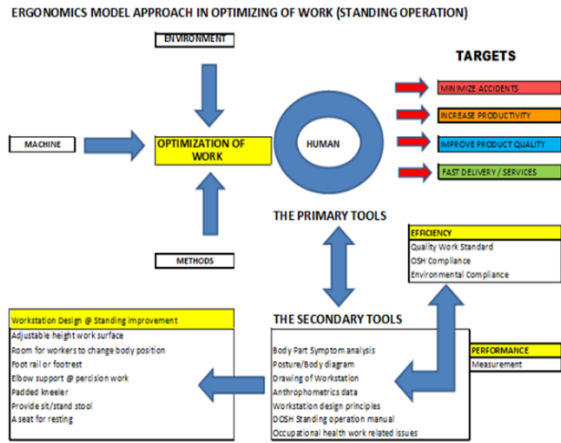 ERGONOMICS MODEL APPROACH IN OPTIMIZING OF WORK (STANDING OPERATION)
ENVIRONMENT
TARGETS
MINIMIZE ACCIDENTS
INCREASE PRODUCTIVITY
MACHINE
OPTIMIZATION OF
WORK
HUMAN
IMPROVE PRODUCT QUALITY
FAST DELIVERY / SERVICES
THE PRIMARY TOOLS
METHODS
EFFICIENCY
Quality Work Standard
OSH Compliance
Environmental Compliance
THE SECONDARY TOOLS
Workstation Design @ Standing improvement
Adjustable height work surface
Room for workers to change body position
Foot rail or footrest
Elbow support @ percision work
Padded kneeler
Provide sit/stand stool
A seat for resting
Body Part Symptom analysis
Posture/Body diagram
Drawing of Workstation
Anthrophometrics data
Workstation design principles
DOSH Standing operation manual
Occupational health work related issues
PERFORMANCE
Measurement